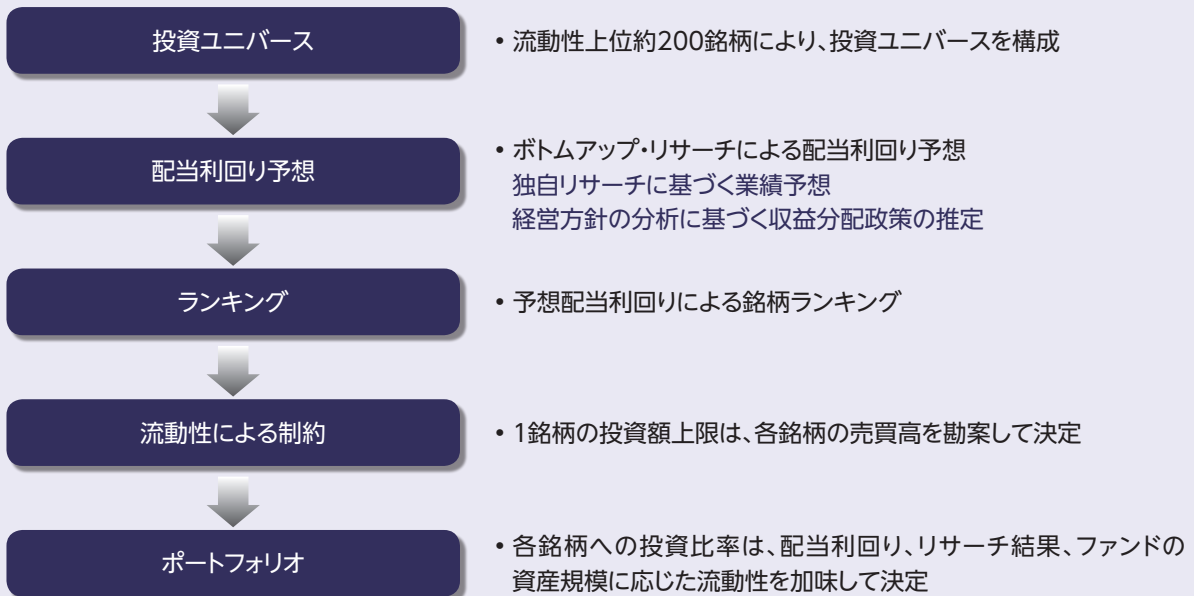 投資ユニバース
• 流動性上位約200銘柄により、投資ユニバースを構成
配当利回り予想
• ボトムアップ・リサーチによる配当利回り予想
独自リサーチに基づく業績予想
経営方針の分析に基づく収益分配政策の推定
ランキング
• 予想配当利回りによる銘柄ランキング
流動性による制約
• 1銘柄の投資額上限は、各銘柄の売買高を勘案して決定
ポートフォリオ
• 各銘柄への投資比率は、配当利回り、リサーチ結果、ファンドの
資産規模に応じた流動性を加味して決定